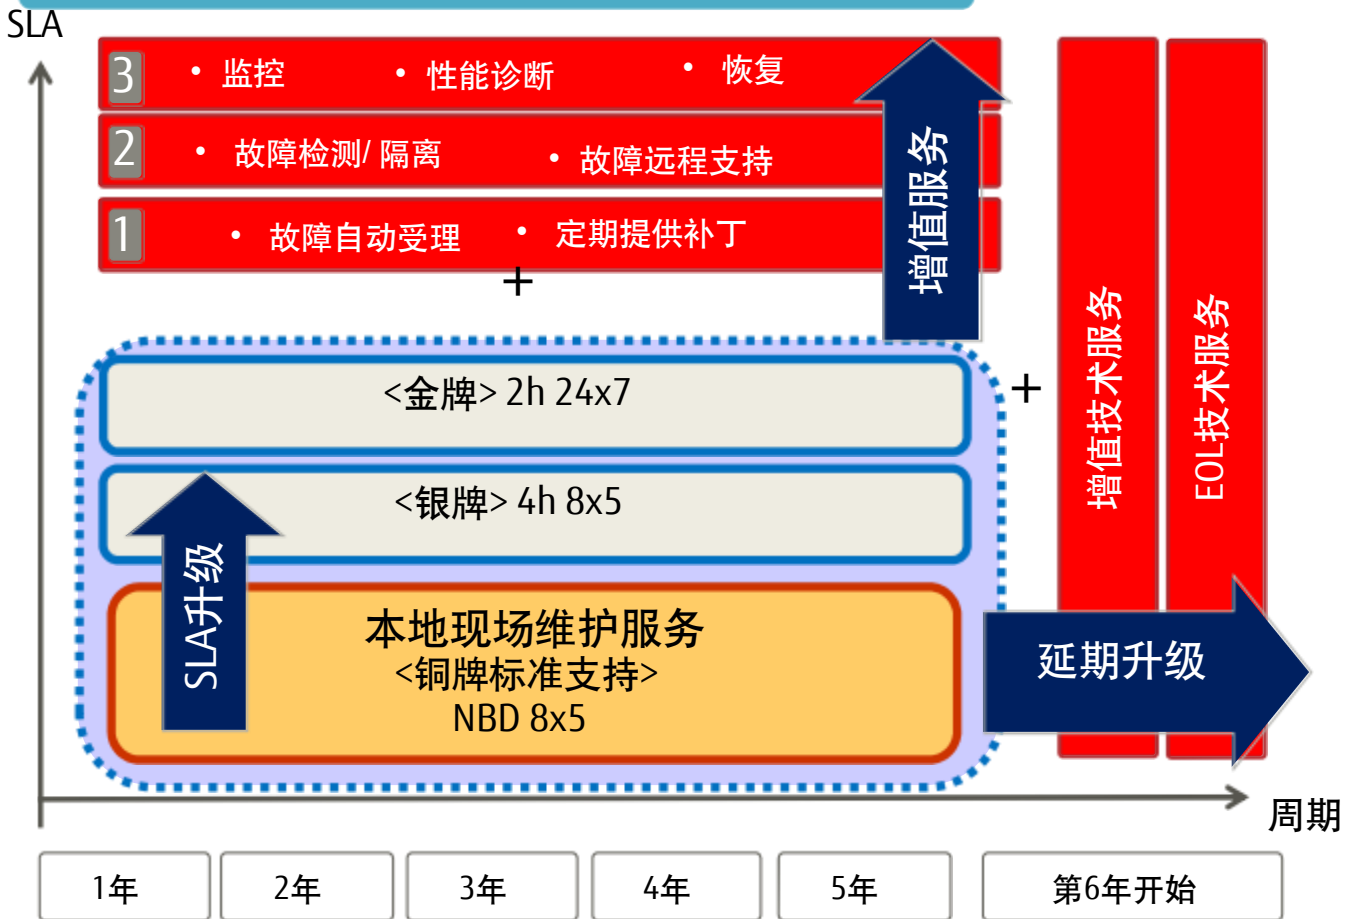 SLA
3
• 监控
• 性能诊断
• 恢复
2
• 故障检测/ 隔离
• 故障远程支持
1
• 故障自动受理
• 定期提供补丁
+
增值服务
<金牌> 2h 24x7
<银牌> 4h 8x5
SLA升级
本地现场维护服务
<铜牌标准支持>
NBD 8x5
+
增值技术服务
EOL技术服务
延期升级
周期
1年
2年
3年
4年
5年
第6年开始